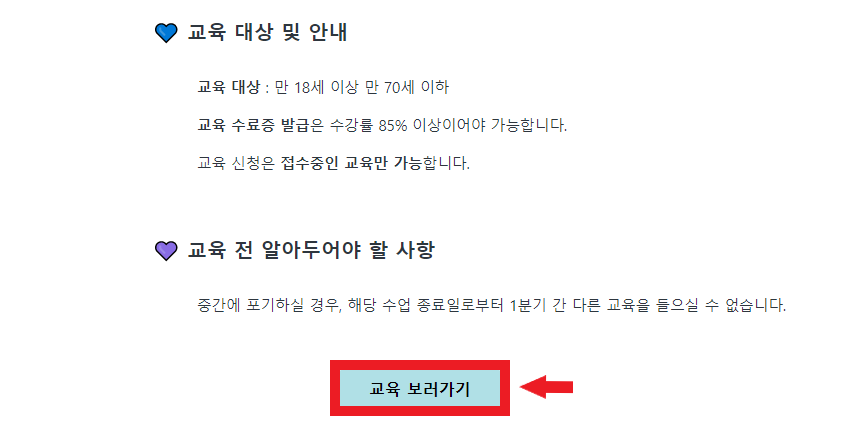 교육 대상 및 안내
교육 대상 : 만 18세 이상 만 70세 이하
교육 수료증 발급은 수강률 85% 이상이어야 가능합니다.
교육 신청은 접수중인 교육만 가능합니다.
교육 전 알아두어야 할 사항
중간에 포기하실 경우, 해당 수업 종료일로부터 1분기 간 다른 교육을 들으실 수 없습니다.
교육 보러가기